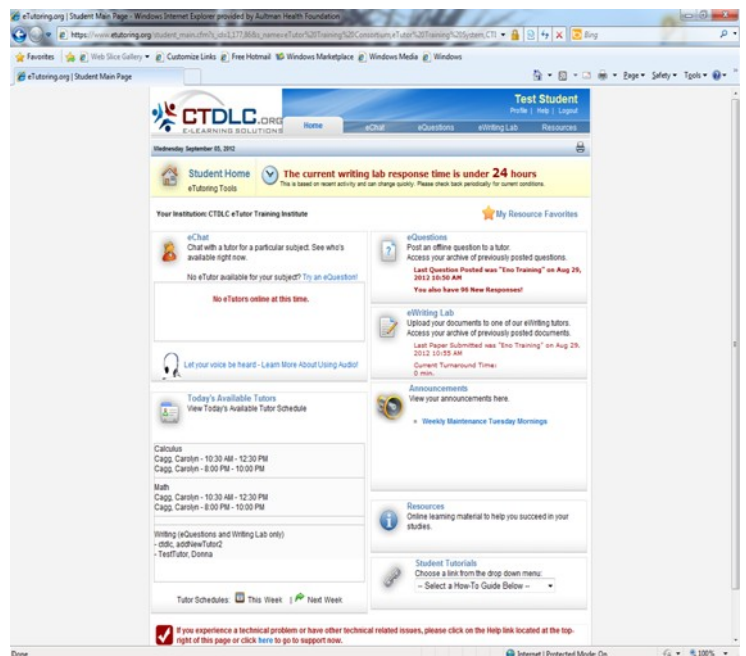 eTutoring.org | Student Main Page - Windows Internet Explorer provided by Aultman Health Foundation
Bing
Favorites
Web Slice Gallery
Customize Links
Free Hotmail
Windows Marketplace
Windows Media
Windows
eTutoring.org | Student Main Page
Page
Safety
Tools
CTDLC.ORG
E-LEARNING SOLUTIONS
Test Student
Profile | Help | Logout
Home
eChat
eQuestions
eWriting Lab
Resources
Wednesday September 05, 2012
Student Home
eTutoring Tools
The current writing lab response time is under 24 hours
This is based on recent activity and can change quickly. Please check back periodically for current conditions.
Your Institution: CTDLC eTutor Training Institute
My Resource Favorites
eChat
Chat with a tutor for a particular subject. See who's
available right now.
No eTutor available for your subject? Try an eQuestion!
No eTutors online at this time.
Let your voice be heard - Learn More About Using Audio!
Today's Available Tutors
View Today's Available Tutor Schedule
Calculus
Cagg, Carolyn - 10:30 AM - 12:30 PM
Cagg, Carolyn - 8:00 PM - 10:00 PM
Math
Cagg, Carolyn - 10:30 AM - 12:30 PM
Cagg, Carolyn - 8:00 PM - 10:00 PM
Writing (eQuestions and Writing Lab only)
- ctdlc, addNewTutor2
- TestTutor, Donna
Tutor Schedules: This Week | Next Week
eQuestions
Post an offline question to a tutor.
Access your archive of previously posted questions.
Last Question Posted was "Eno Training" on Aug 29,
2012 10:50 AM
You also have 96 New Responses!
eWriting Lab
Upload your documents to one of our eWriting tutors.
Access your archive of previously posted documents.
Last Paper Submitted was "Eno Training" on Aug 29,
2012 10:55 AM
Current Turnaround Time:
0 min.
Announcements
View your announcements here.
Weekly Maintenance Tuesday Mornings
Resources
Online learning material to help you succeed in your
studies.
Student Tutorials
Choose a link from the drop down menu:
-- Select a How-To Guide Below --
If you experience a technical problem or have other technical related issues, please click on the Help link located at the top-
right of this page or click here to go to support now.
Done
Internet | Protected Mode: On
100%